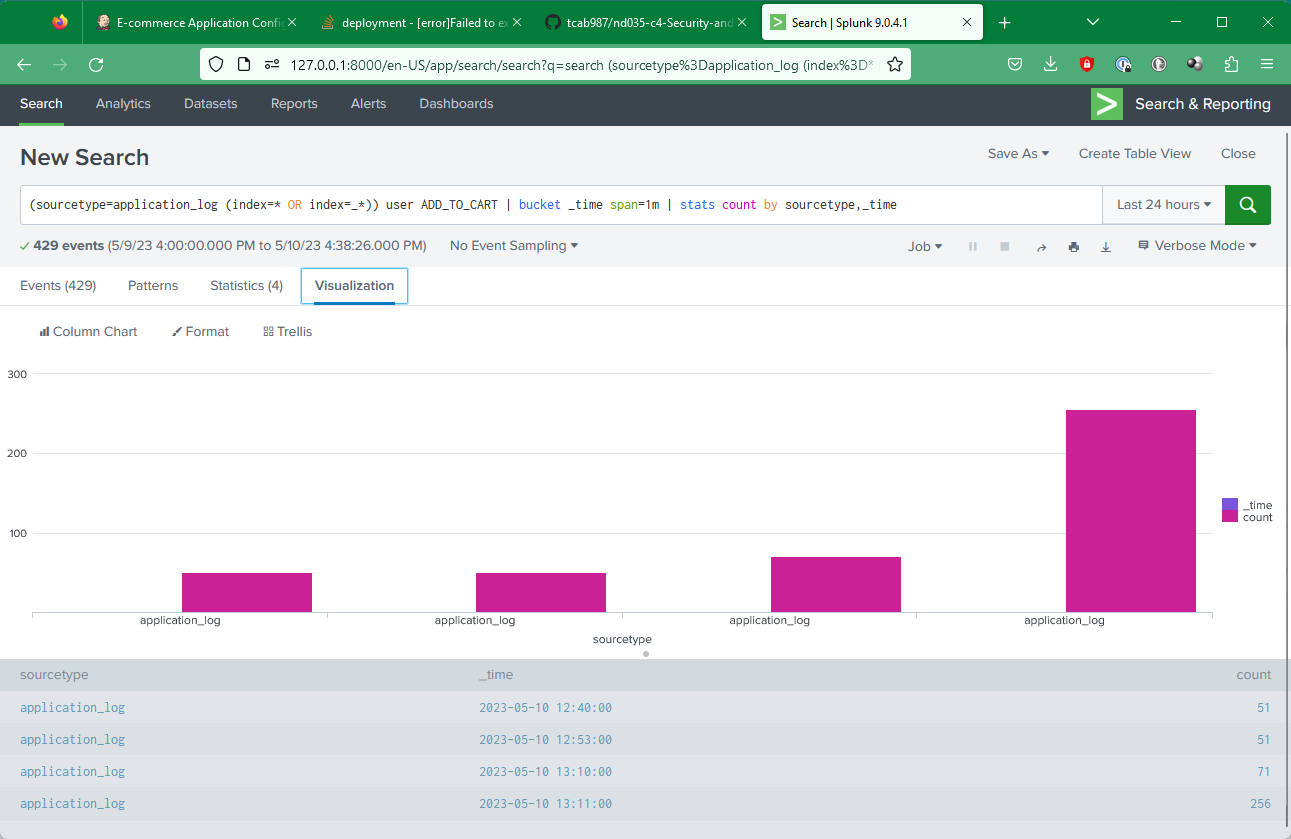 E-commerce Application Config
deployment - [error]Failed to ex
tcab987/nd035-c4-Security-and
Search | Splunk 9.0.4.1
127.0.0.1:8000/en-US/app/search/search?q=search (sourcetype%3Dapplication_log (index%3D*
Search Analytics Datasets Reports Alerts Dashboards
Search & Reporting
New Search
Save As Create Table View Close
(sourcetype=application_log (index=* OR index=_*)) user ADD_TO_CART | bucket _time span=1m | stats count by sourcetype,_time
Last 24 hours
429 events (5/9/23 4:00:00.000 PM to 5/10/23 4:38:26.000 PM)
No Event Sampling
Job
Verbose Mode
Events (429) Patterns Statistics (4) Visualization
Column Chart Format Trellis
300
200
100
_time
count
application_log application_log application_log application_log
sourcetype
sourcetype _time count
application_log 2023-05-10 12:40:00 51
application_log 2023-05-10 12:53:00 51
application_log 2023-05-10 13:10:00 71
application_log 2023-05-10 13:11:00 256